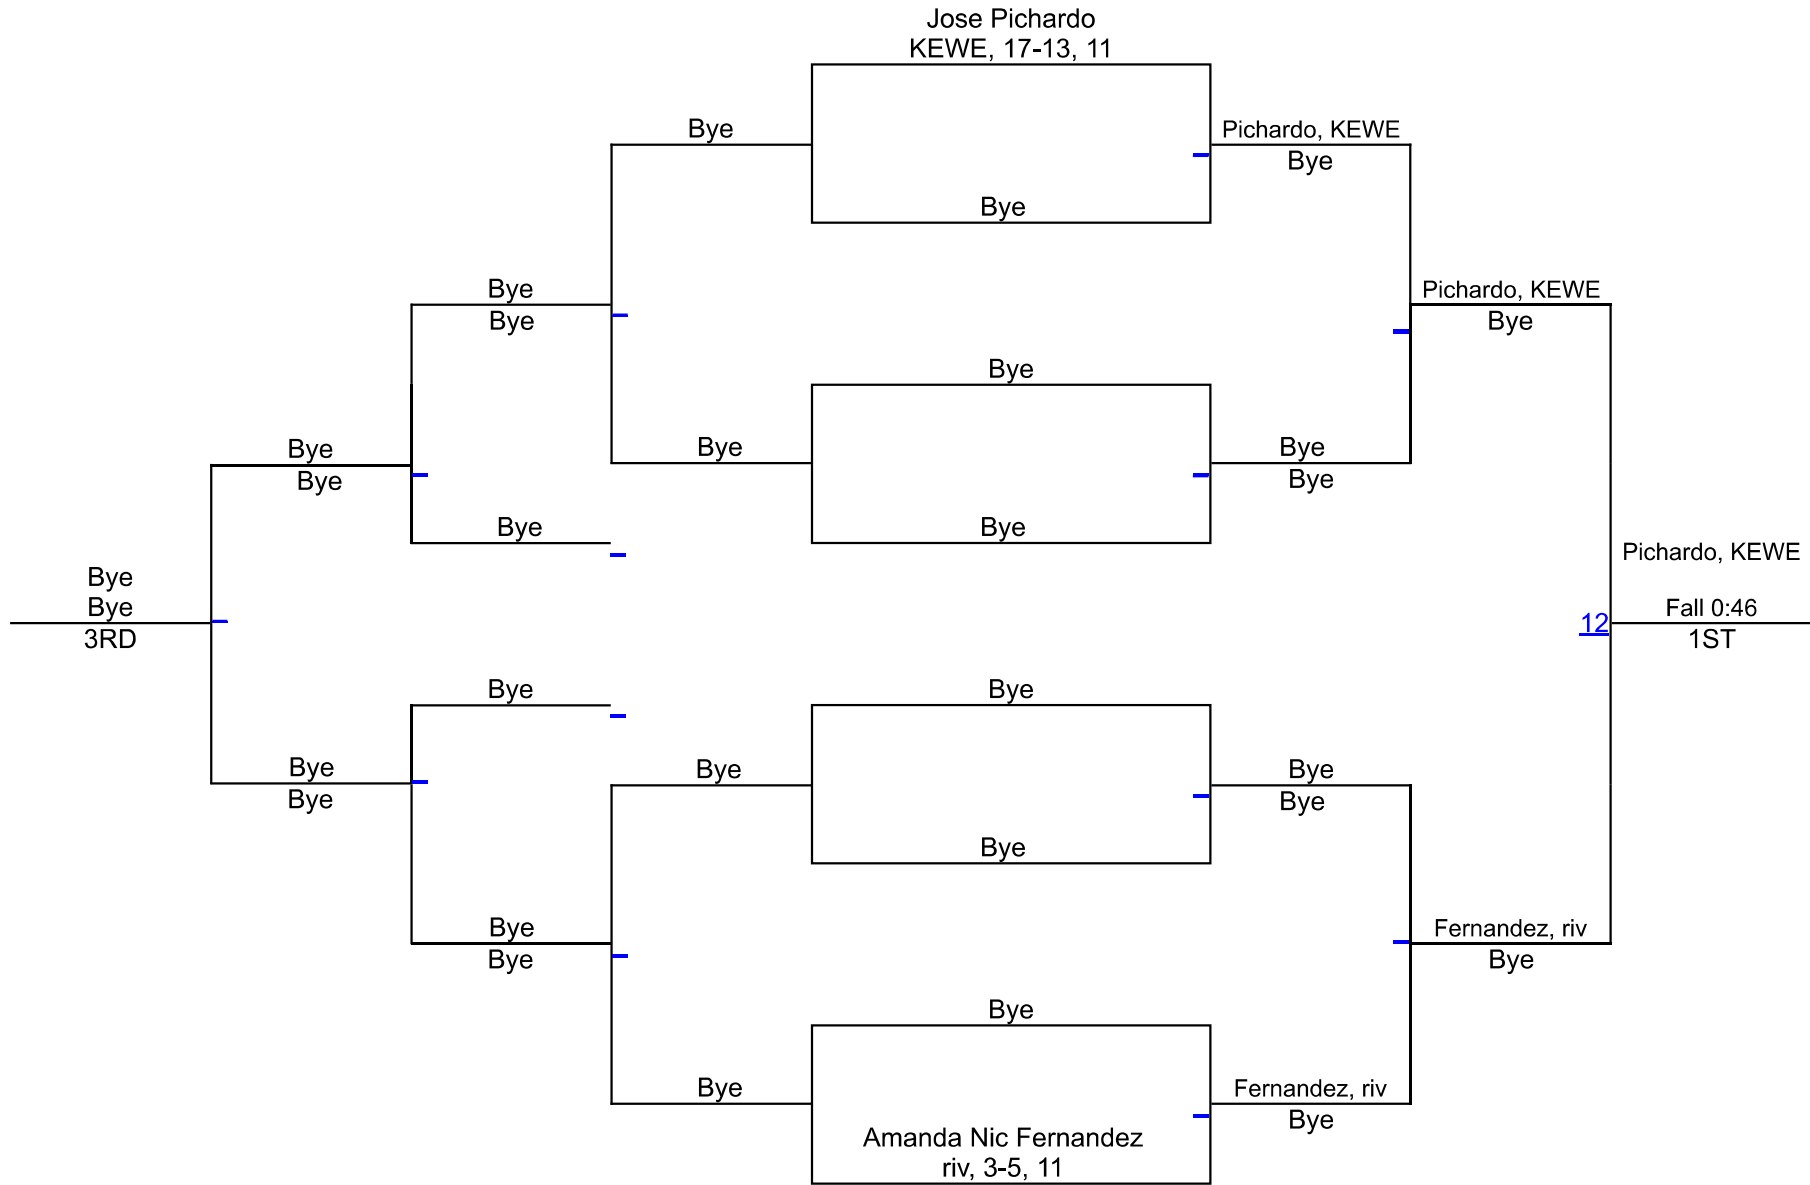 Jose Pichardo
KEWE, 17-13, 11
Bye
Pichardo, KEWE
Bye
Bye
Bye
Bye
Pichardo, KEWE
Bye
Bye
Bye
Bye
Bye
Bye
Bye
Bye
Bye
Bye
Pichardo, KEWE
Bye
Bye
3RD
12
Fall 0:46
1ST
Bye
Bye
Bye
Bye
Bye
Bye
Bye
Bye
Bye
Bye
Fernandez, riv
Bye
Bye
Bye
Fernandez, riv
Bye
Amanda Nic Fernandez
riv, 3-5, 11
Bye